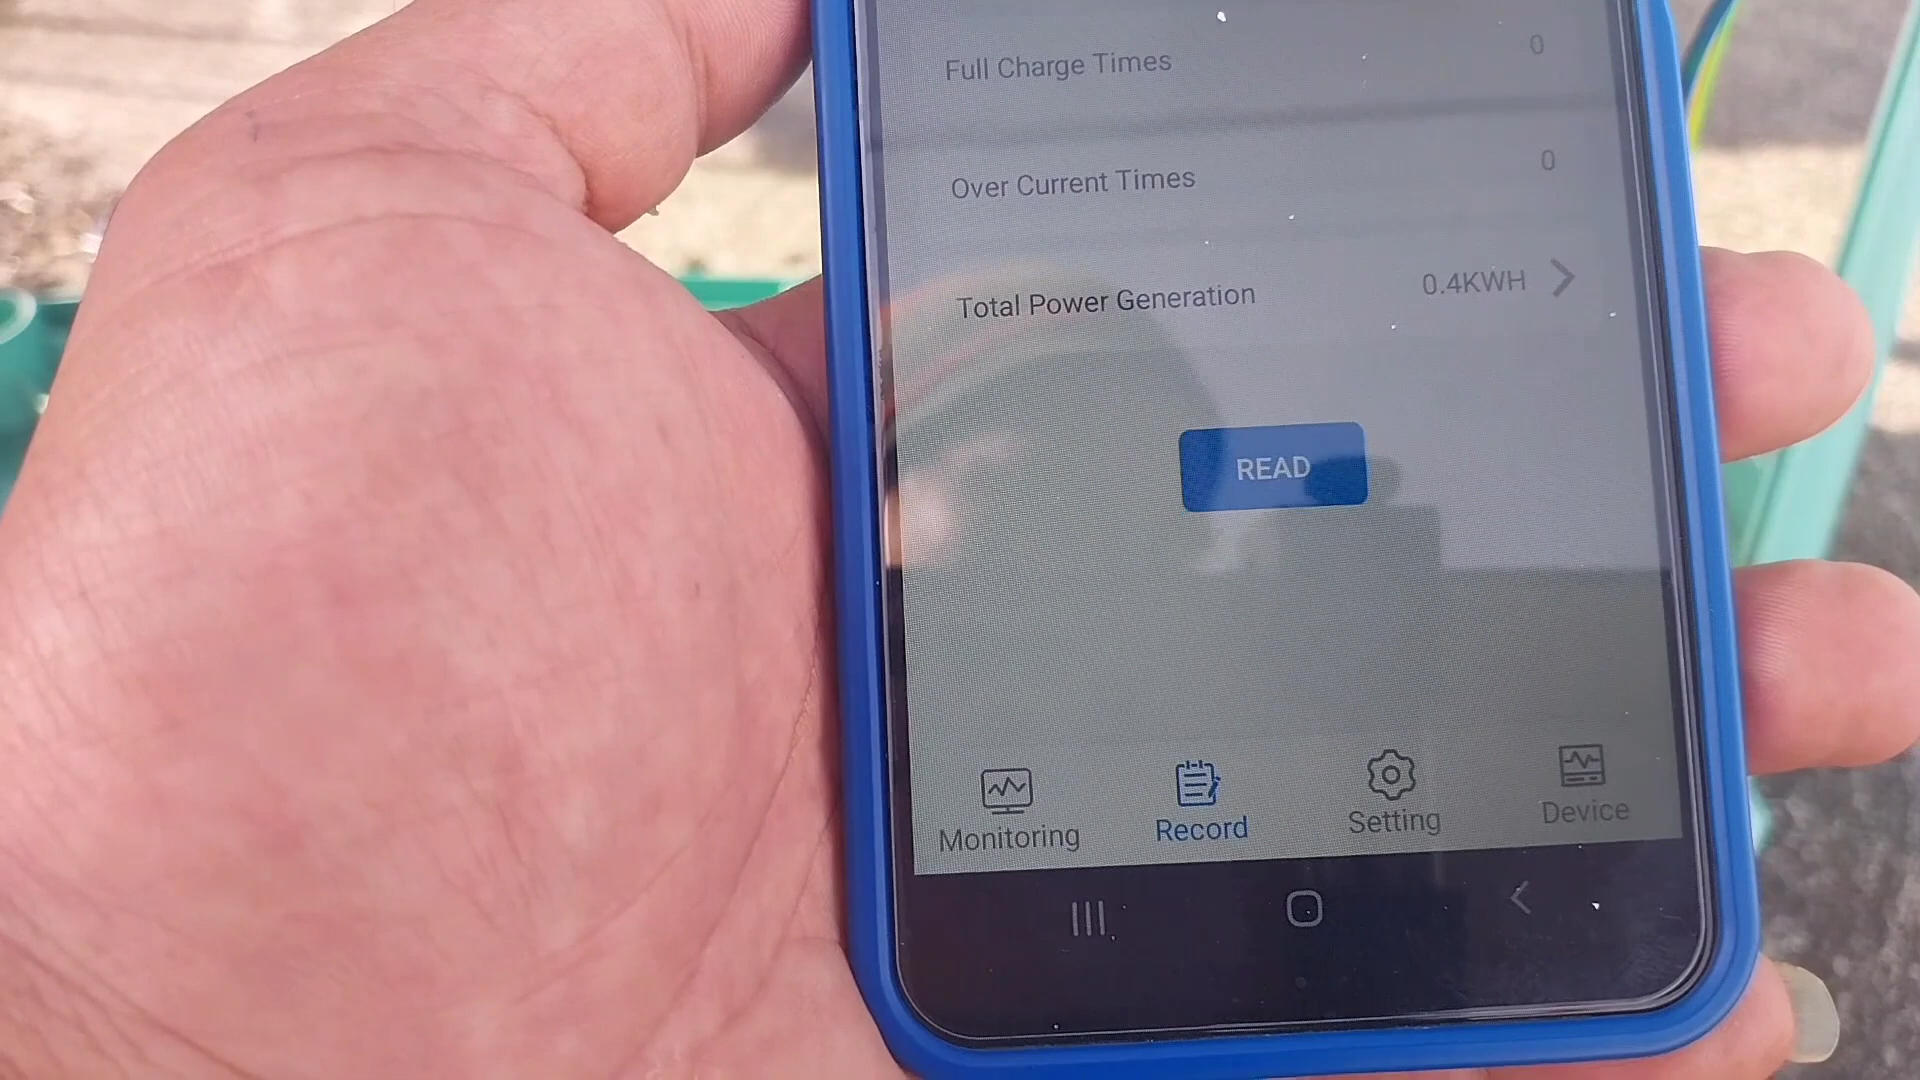 Full Charge Times 0
Over Current Times 0
Total Power Generation 0.4KWH
READ
Monitoring Record Setting Device